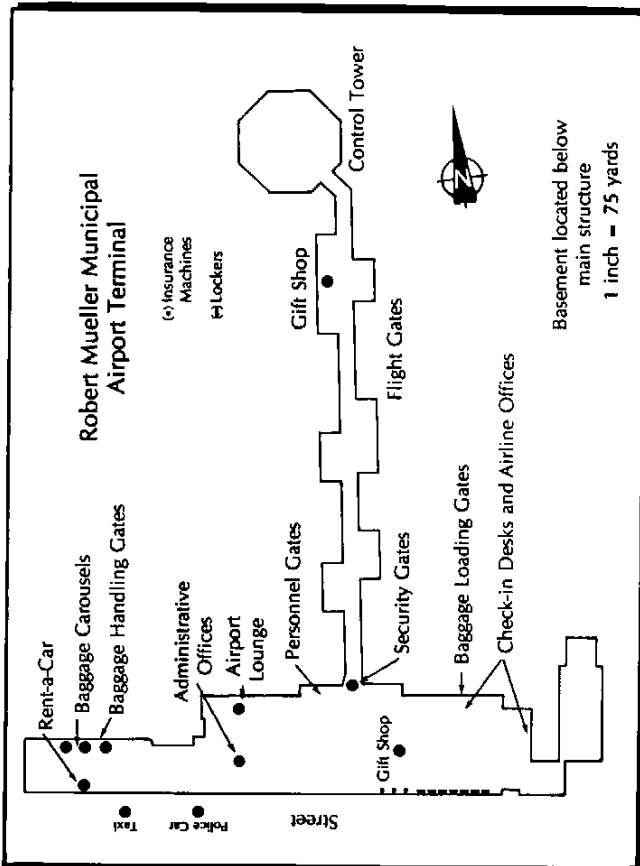 Robert Mueller Municipal
Airport Terminal
(•) Insurance
Machines
(▪) Lockers
Rent-a-Car
Baggage Carousels
Baggage Handling Gates
Taxi
Police Car
Administrative
Offices
Airport
Lounge
Personnel Gates
Gift Shop
Control Tower
Flight Gates
Street
Gift Shop
Security Gates
Baggage Loading Gates
Check-in Desks and Airline Offices
N
Basement located below
main structure
1 inch = 75 yards